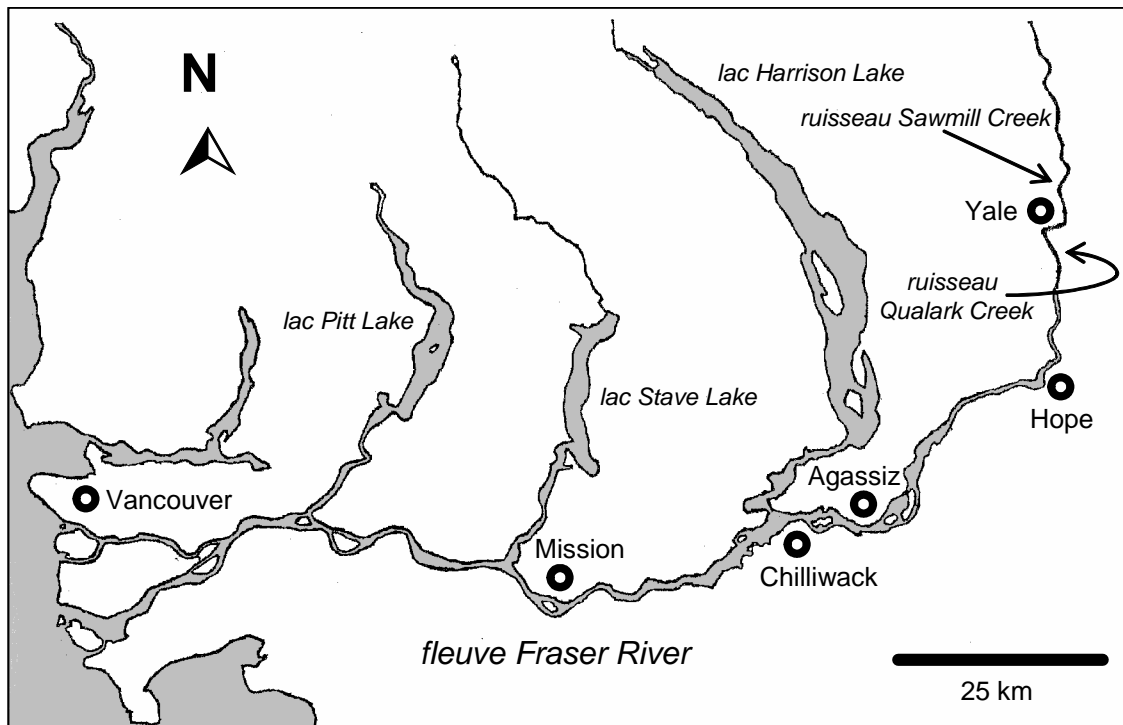 N
lac Harrison Lake
ruisseau Sawmill Creek
Yale
ruisseau
Qualark Creek
lac Pitt Lake
lac Stave Lake
Hope
Agassiz
Vancouver
Mission
Chilliwack
fleuve Fraser River
25 km